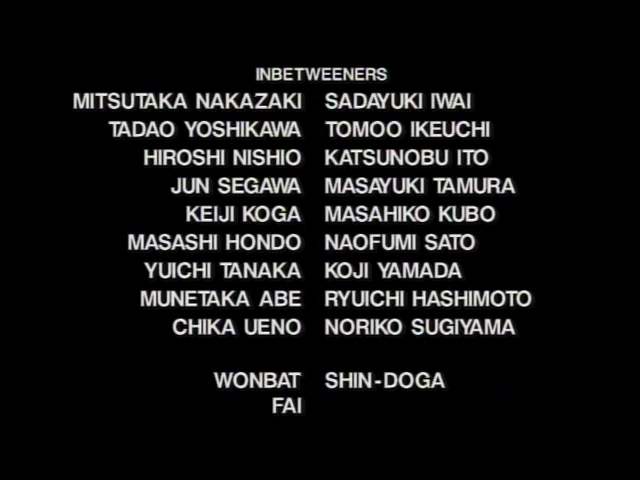 INBETWEENERS
MITSUTAKA NAKAZAKI SADAYUKI IWAI
TADAO YOSHIKAWA TOMOO IKEUCHI
HIROSHI NISHIO KATSUNOBU ITO
JUN SEGAWA MASAYUKI TAMURA
KEIJI KOGA MASAHIKO KUBO
MASASHI HONDO NAOFUMI SATO
YUICHI TANAKA KOJI YAMADA
MUNETAKA ABE RYUICHI HASHIMOTO
CHIKA UENO NORIKO SUGIYAMA
WONBAT SHIN-DOGA
FAI